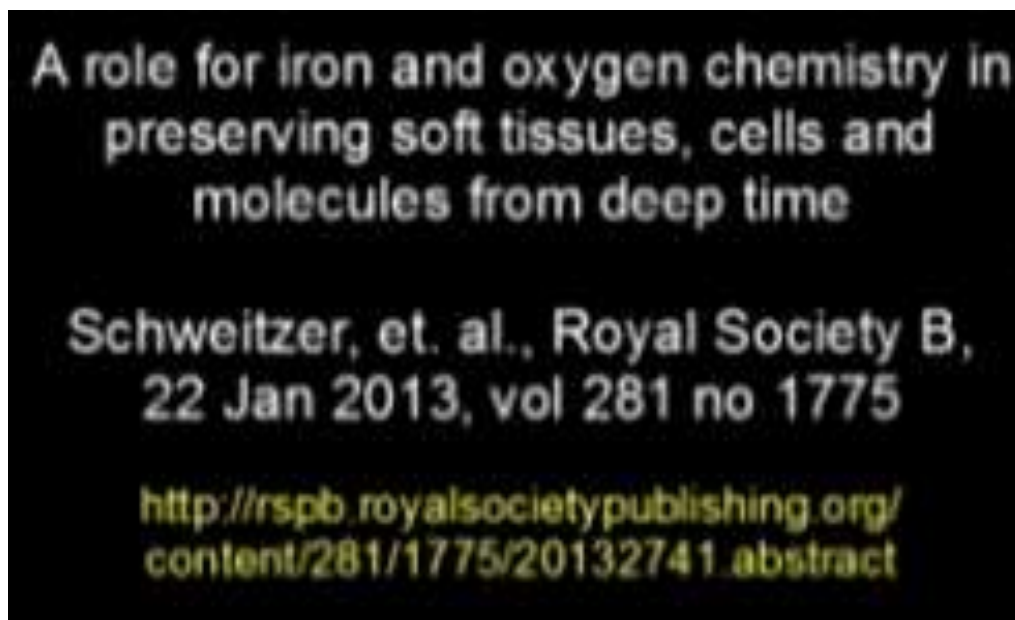 A role for iron and oxygen chemistry in
preserving soft tissues, cells and
molecules from deep time
Schweitzer, et. al., Royal Society B,
22 Jan 2013, vol 281 no 1775
http://rspb.royalsocietypublishing.org/
content/281/1775/20132741.abstract